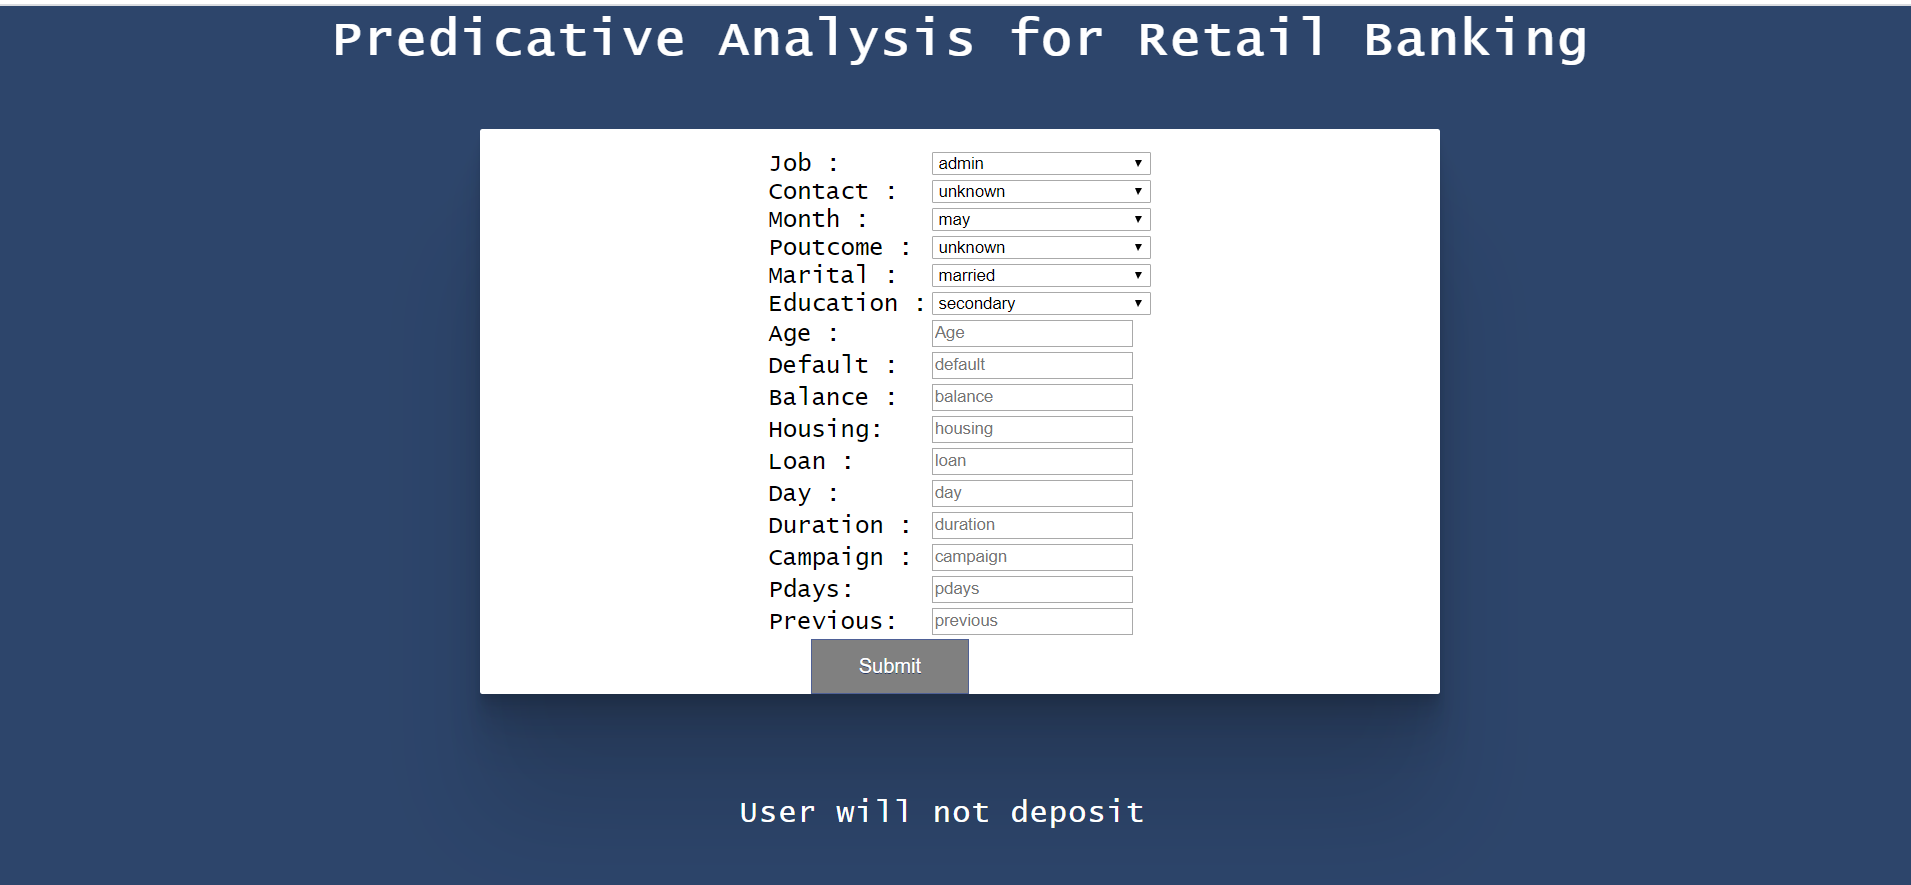 Predicative Analysis for Retail Banking
Job : admin
Contact : unknown
Month : may
Poutcome : unknown
Marital : married
Education : secondary
Age : Age
Default : default
Balance : balance
Housing: housing
Loan : loan
Day : day
Duration : duration
Campaign : campaign
Pdays: pdays
Previous: previous
Submit
User will not deposit